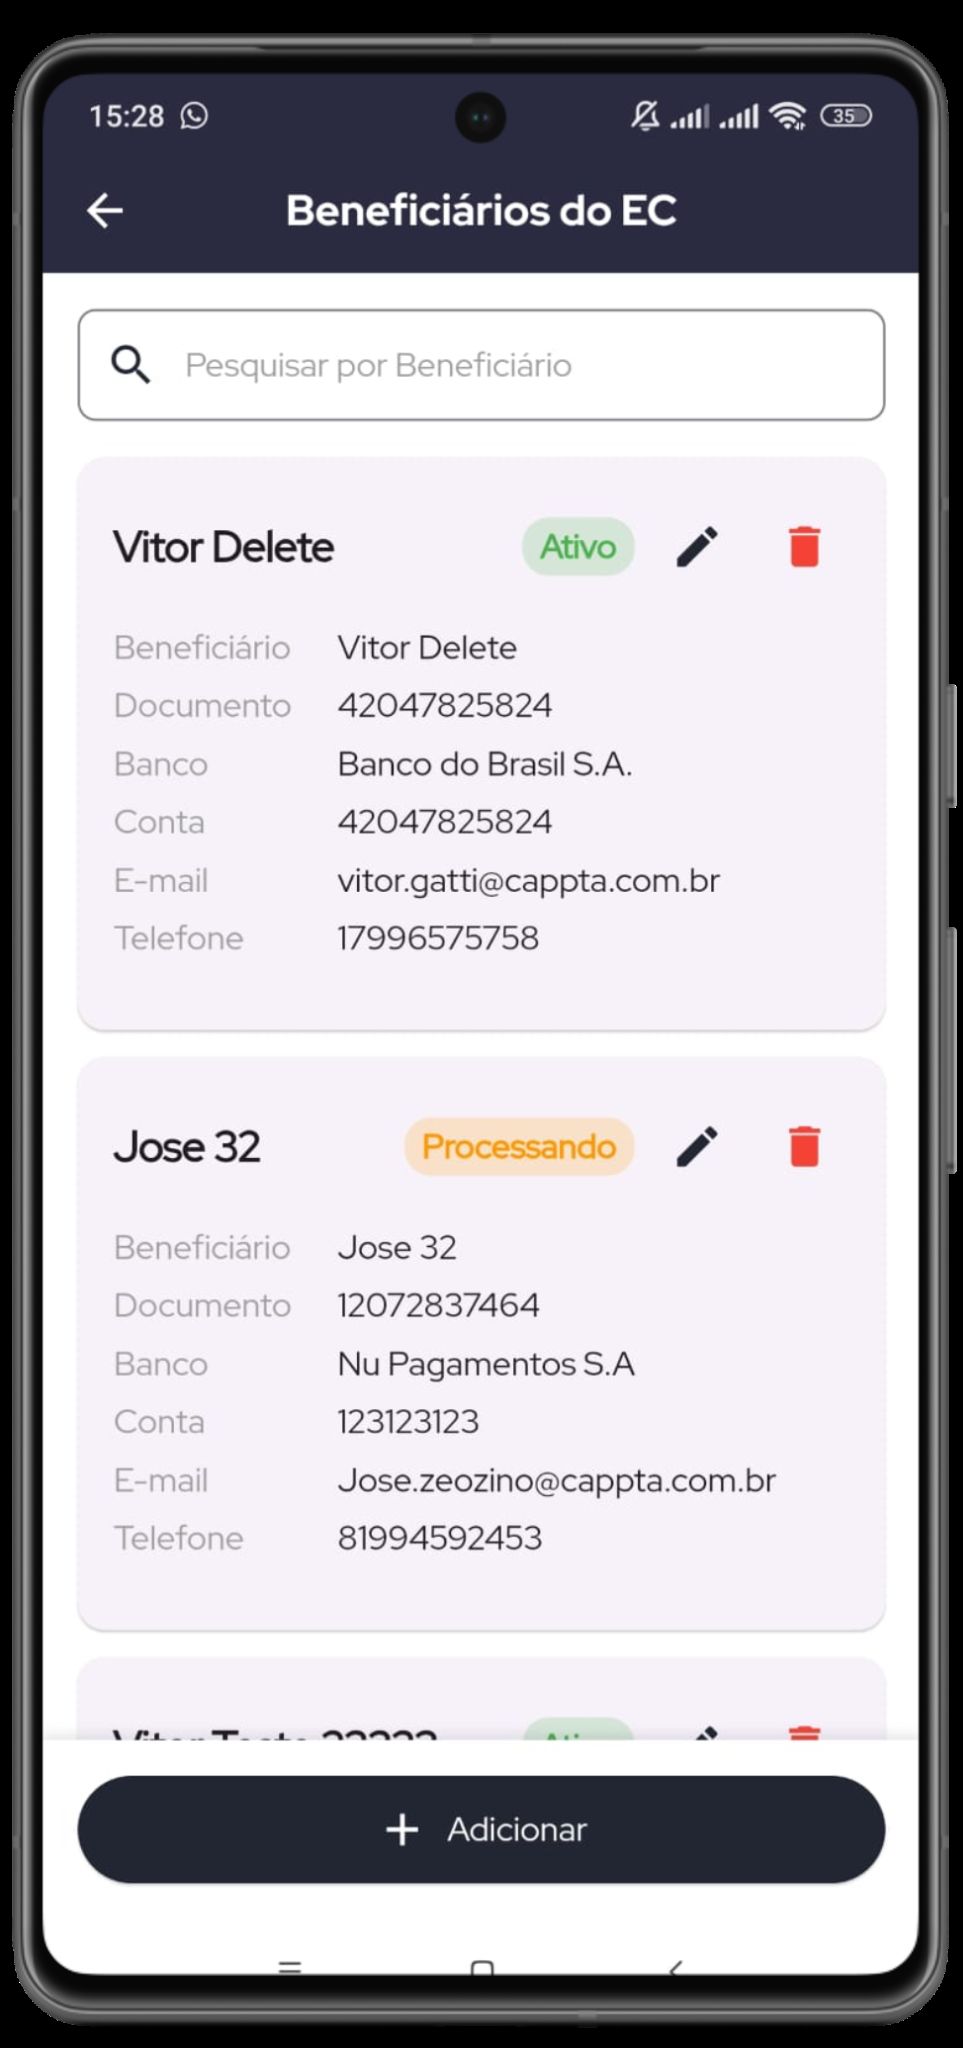 15:28
35
Beneficiários do EC
Pesquisar por Beneficiário
Vitor Delete Ativo
Beneficiário Vitor Delete
Documento 42047825824
Banco Banco do Brasil S.A.
Conta 42047825824
E-mail vitor.gatti@cappta.com.br
Telefone 17996575758
Jose 32 Processando
Beneficiário Jose 32
Documento 12072837464
Banco Nu Pagamentos S.A
Conta 123123123
E-mail Jose.zeozino@cappta.com.br
Telefone 81994592453
Adicionar